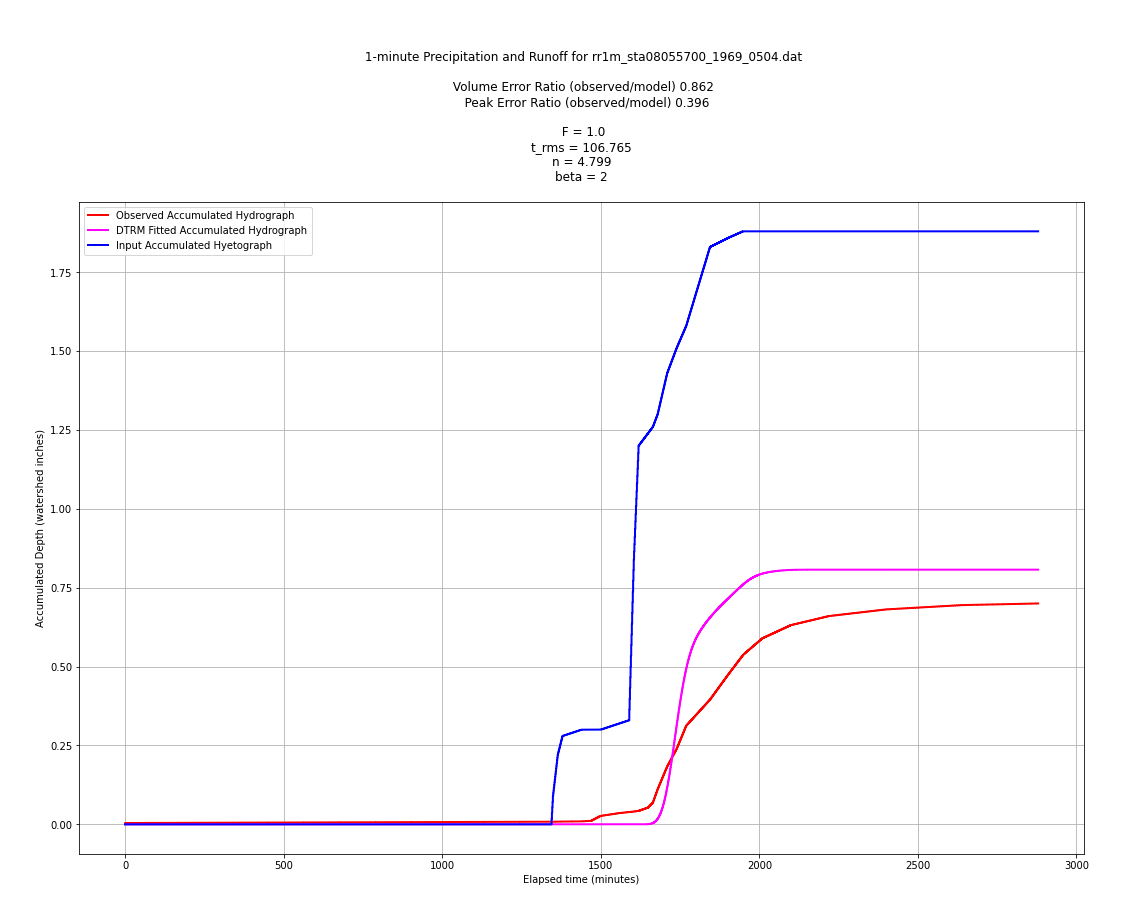 1-minute Precipitation and Runoff for rr1m_sta08055700_1969_0504.dat
Volume Error Ratio (observed/model) 0.862
Peak Error Ratio (observed/model) 0.396
F = 1.0
t_rms = 106.765
n = 4.799
beta = 2
Observed Accumulated Hydrograph
DTRM Fitted Accumulated Hydrograph
Input Accumulated Hyetograph
1.75
1.50
1.25
1.00
0.75
0.50
0.25
0.00
Accumulated Depth (watershed inches)
0 500 1000 1500 2000 2500 3000
Elapsed time (minutes)